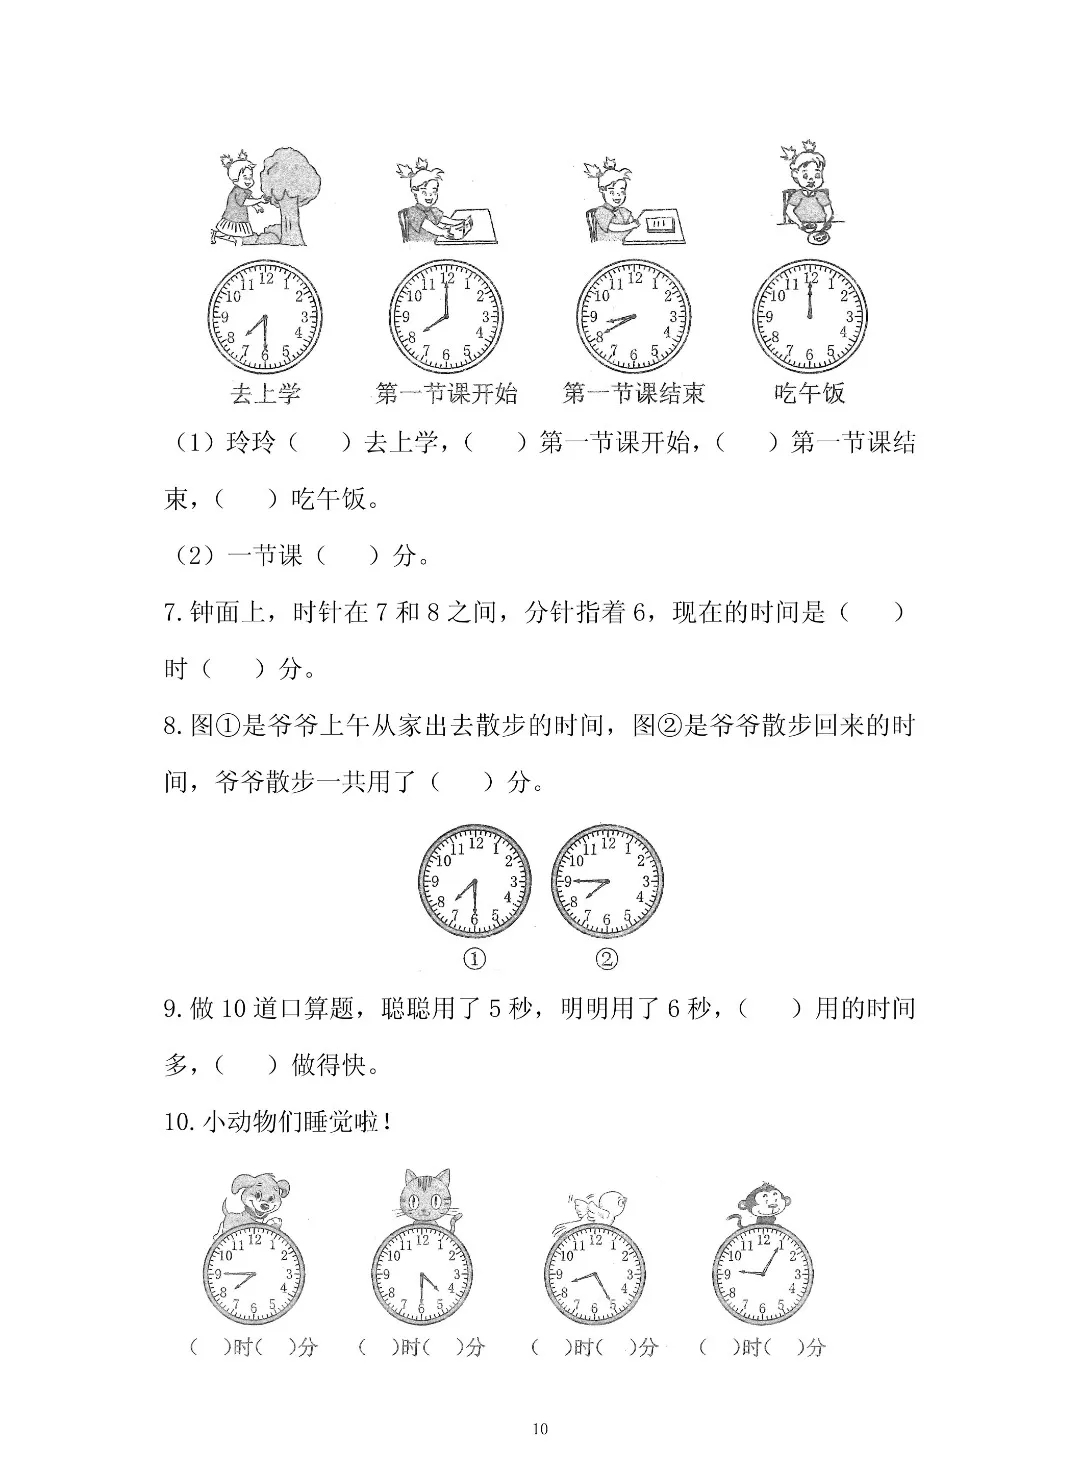 去上学 第一节课开始 第一节课结束 吃午饭
（1）玲玲（ ）去上学，（ ）第一节课开始，（ ）第一节课结
束，（ ）吃午饭。
（2）一节课（ ）分。
7.钟面上，时针在 7 和 8 之间，分针指着 6，现在的时间是（ ）
时（ ）分。
8.图①是爷爷上午从家出去散步的时间，图②是爷爷散步回来的时
间，爷爷散步一共用了（ ）分。
① ②
9.做 10 道口算题，聪聪用了 5 秒，明明用了 6 秒，（ ）用的时间
多，（ ）做得快。
10.小动物们睡觉啦！
（ ）时（ ）分 （ ）时（ ）分 （ ）时（ ）分 （ ）时（ ）分
10